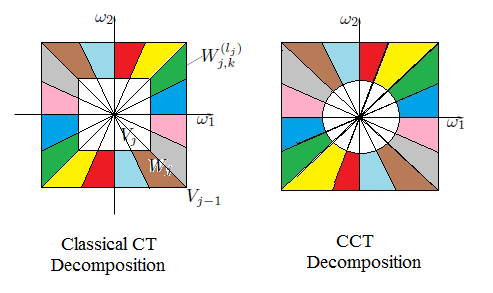 ω₂
W_{j,k}^{(l_j)}
ω₁
V_j
W_j
V_{j−1}
Classical CT
Decomposition
ω₂
ω₁
CCT
Decomposition